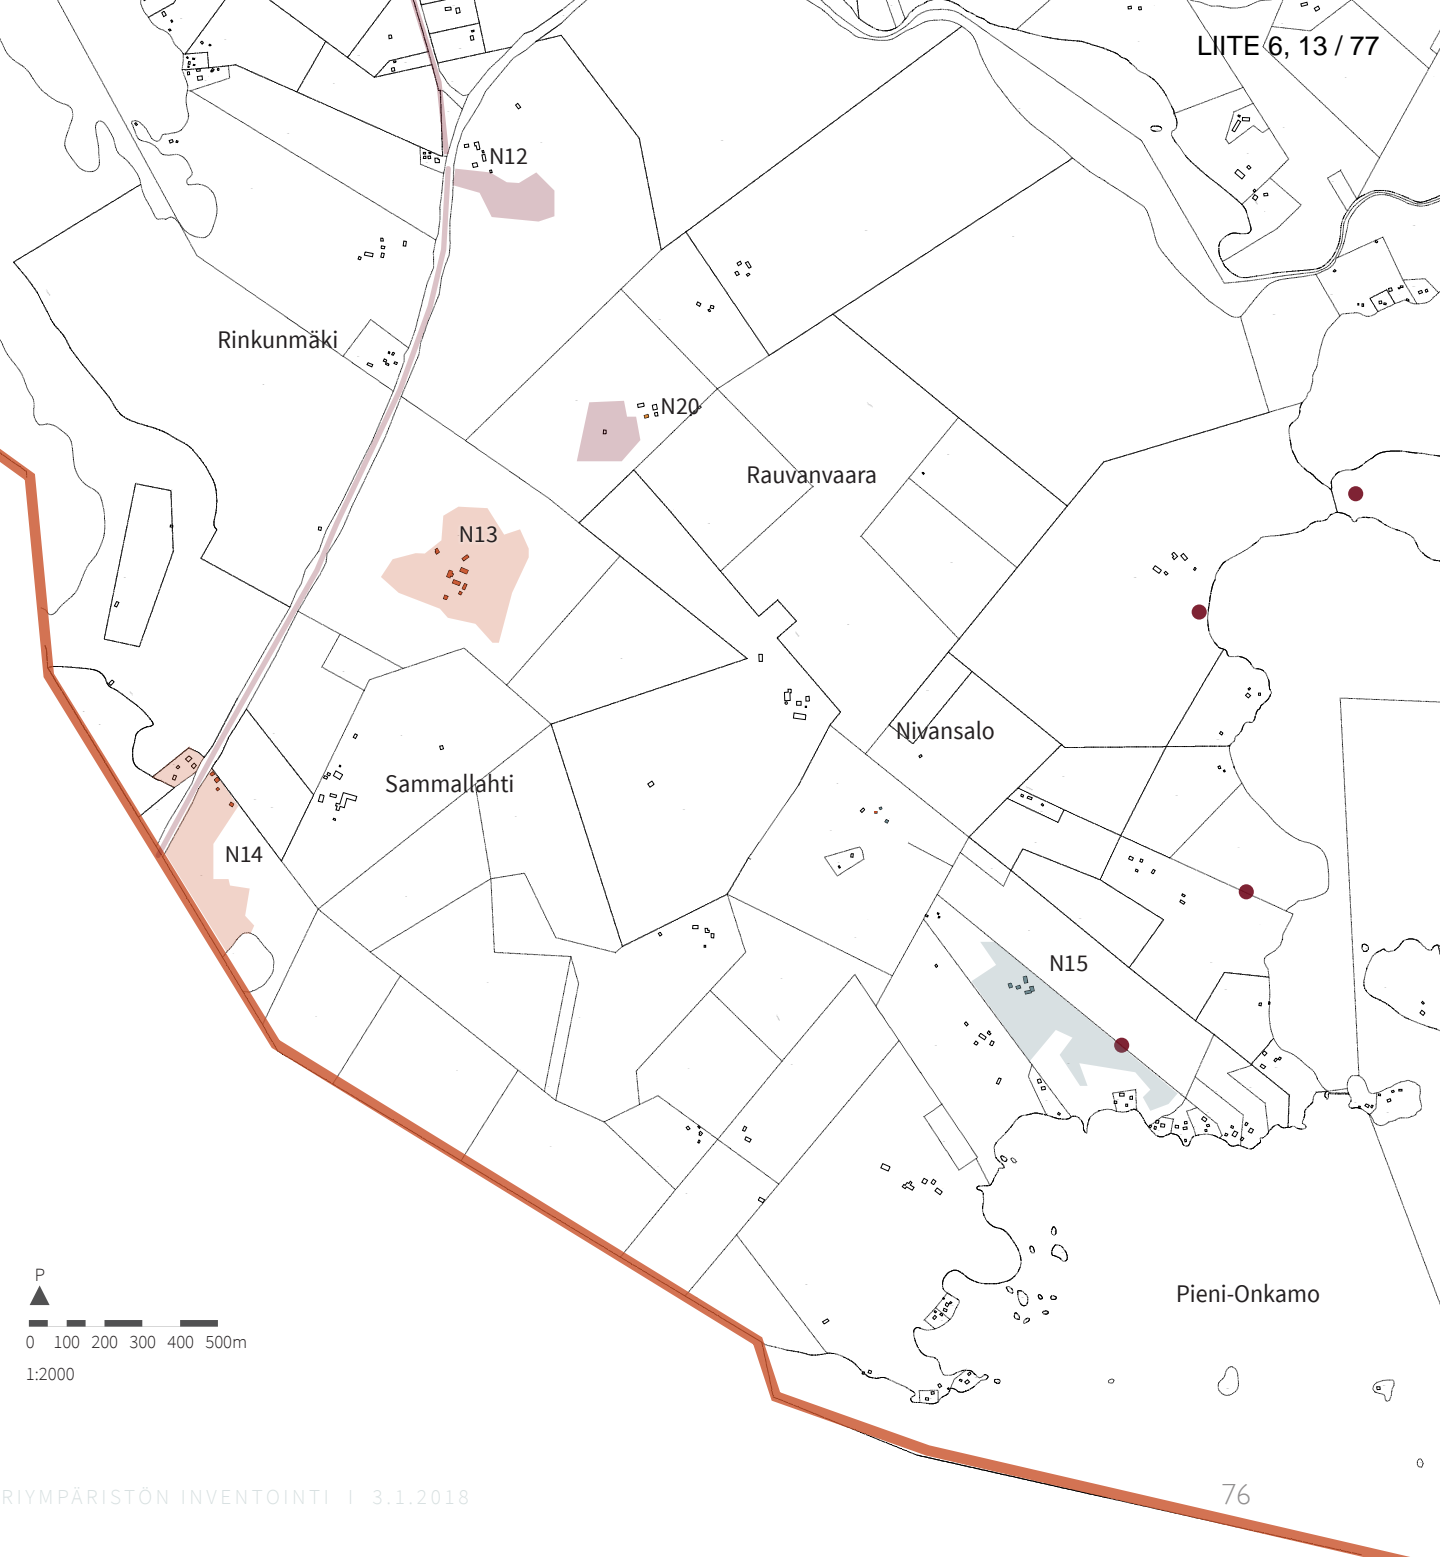 LIITE 6, 13 / 77
N12
Rinkunmäki
N20
Rauvanvaara
N13
Nivansalo
Sammallahti
N14
N15
Pieni-Onkamo
P
0 100 200 300 400 500m
1:2000
RIYMPÄRISTÖN INVENTOINTI I 3.1.2018
76